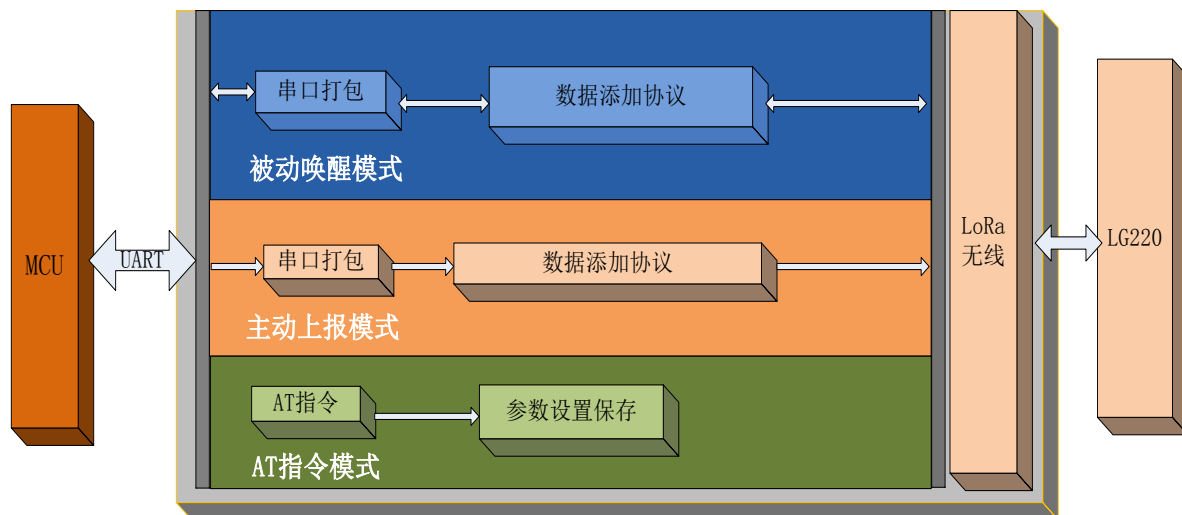 串口打包
数据添加协议
被动唤醒模式
MCU
UART
串口打包
数据添加协议
主动上报模式
LoRa
无线
LG220
AT指令
参数设置保存
AT指令模式